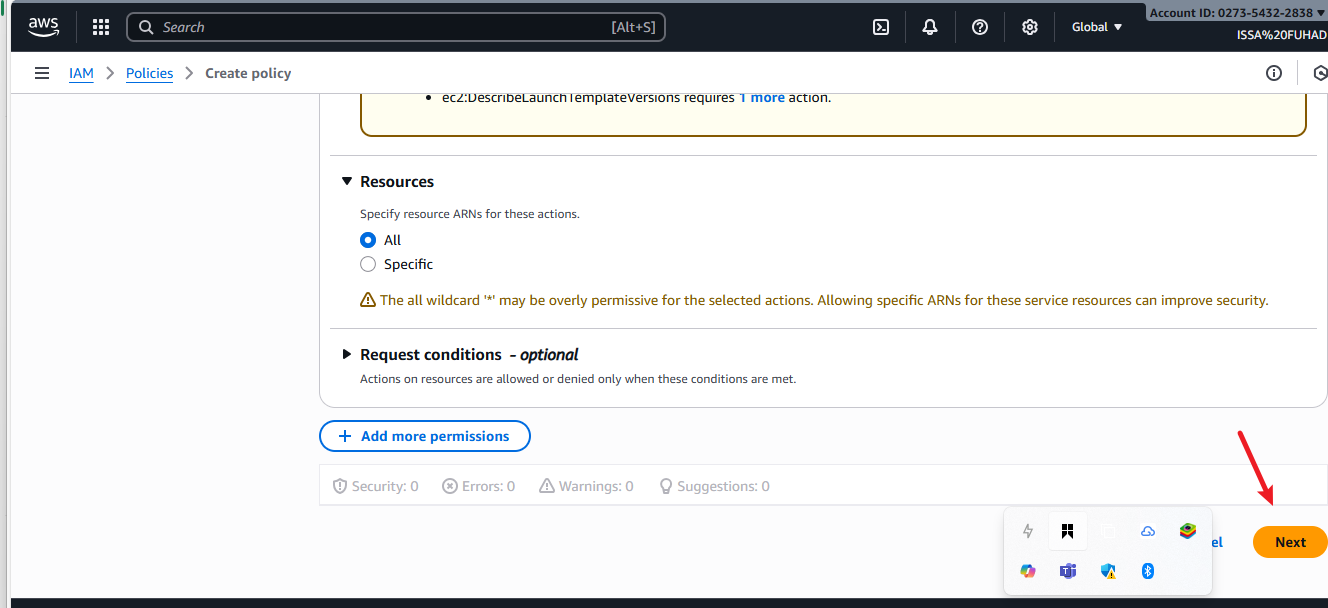 Account ID: 0273-5432-2838
aws
Search
[Alt+S]
Global
ISSA%20FUHAD
IAM
Policies
Create policy
• ec2:DescribeLaunchTemplateVersions requires 1 more action.
Resources
Specify resource ARNs for these actions.
All
Specific
The all wildcard '*' may be overly permissive for the selected actions. Allowing specific ARNs for these service resources can improve security.
Request conditions - optional
Actions on resources are allowed or denied only when these conditions are met.
+ Add more permissions
Security: 0 Errors: 0 Warnings: 0 Suggestions: 0
el
Next